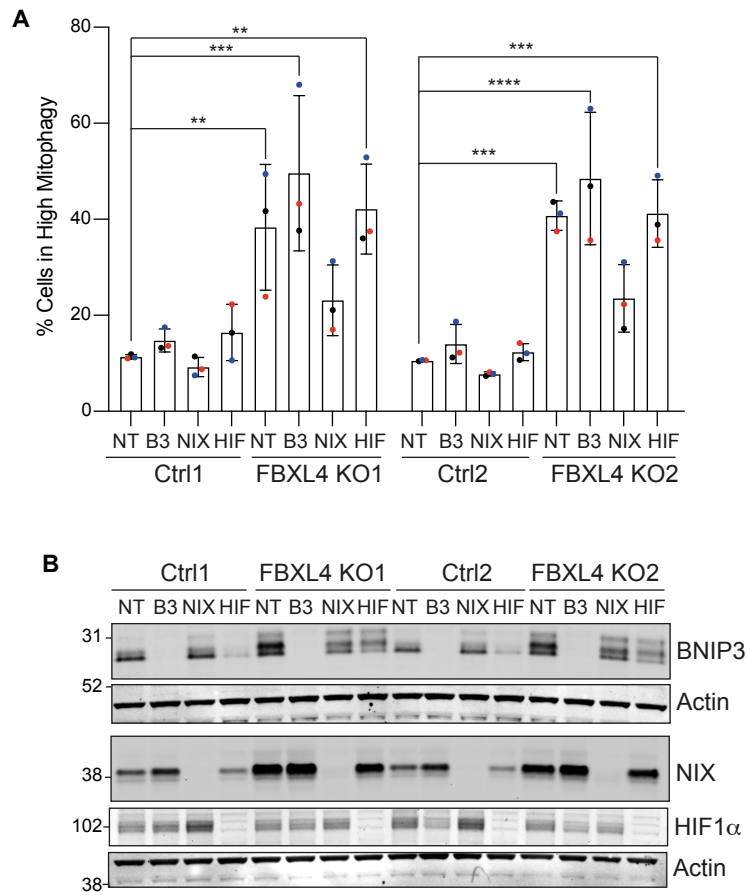 A
80
**
***
***
****
**
***
60
40
20
0
% Cells in High Mitophagy
NT B3 NIX HIF NT B3 NIX HIF NT B3 NIX HIF NT B3 NIX HIF
Ctrl1 FBXL4 KO1 Ctrl2 FBXL4 KO2
B
Ctrl1 FBXL4 KO1 Ctrl2 FBXL4 KO2
NT B3 NIX HIF NT B3 NIX HIF NT B3 NIX HIF NT B3 NIX HIF
31 BNIP3
52 Actin
38 NIX
102 HIF1α
38 Actin